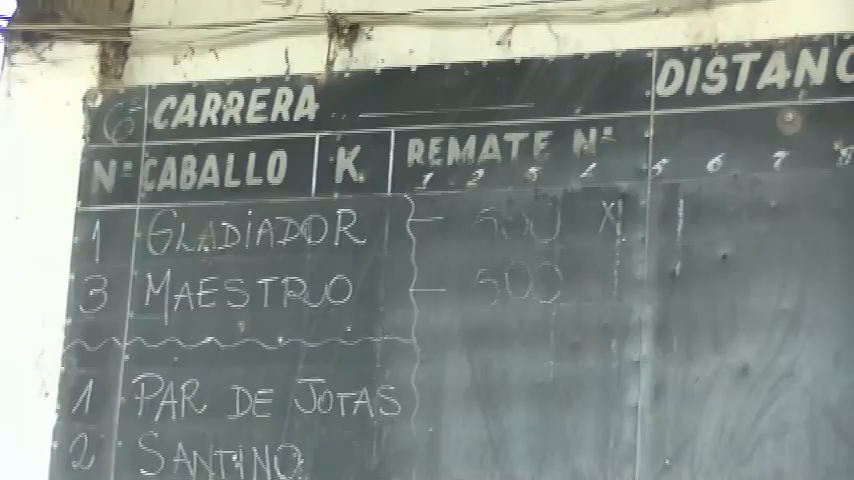 6ª CARRERA DISTANC
Nº CABALLO K. REMATE Nº
1 2 3 4 5 6 7 8
1 GLADIADOR - 500 X
3 MAESTRO - 500
1 PAR DE JOTAS
2 SANTINO